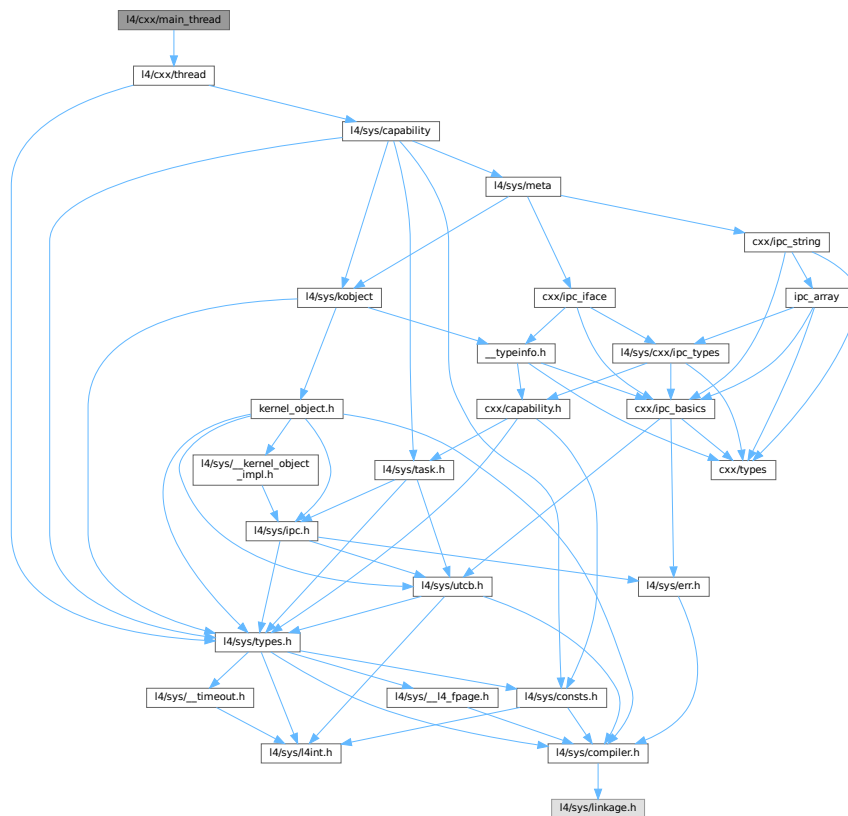 l4/cxx/main_thread
l4/cxx/thread
l4/sys/capability
l4/sys/meta
cxx/ipc_string
l4/sys/kobject
cxx/ipc_iface
ipc_array
__typeinfo.h
l4/sys/cxx/ipc_types
kernel_object.h
cxx/capability.h
cxx/ipc_basics
l4/sys/__kernel_object
_impl.h
l4/sys/task.h
cxx/types
l4/sys/ipc.h
l4/sys/utcb.h
l4/sys/err.h
l4/sys/types.h
l4/sys/__timeout.h
l4/sys/__l4_fpage.h
l4/sys/consts.h
l4/sys/l4int.h
l4/sys/compiler.h
l4/sys/linkage.h